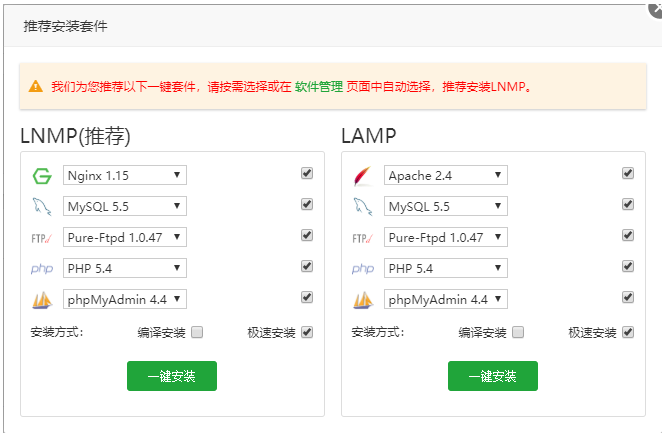 推荐安装套件
我们为您推荐以下一键套件，请按需选择或在 软件管理 页面中自动选择，推荐安装LNMP。
LNMP(推荐)
Nginx 1.15
MySQL 5.5
FTP
Pure-Ftpd 1.0.47
php
PHP 5.4
phpMyAdmin 4.4
安装方式：
编译安装
极速安装
一键安装
LAMP
Apache 2.4
MySQL 5.5
FTP
Pure-Ftpd 1.0.47
php
PHP 5.4
phpMyAdmin 4.4
安装方式：
编译安装
极速安装
一键安装